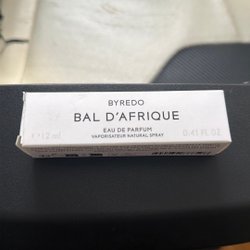 BYREDO
BAL D'AFRIQUE
EAU DE PARFUM
VAPORISATEUR NATURAL SPRAY
12 ml
0.41 FL OZ